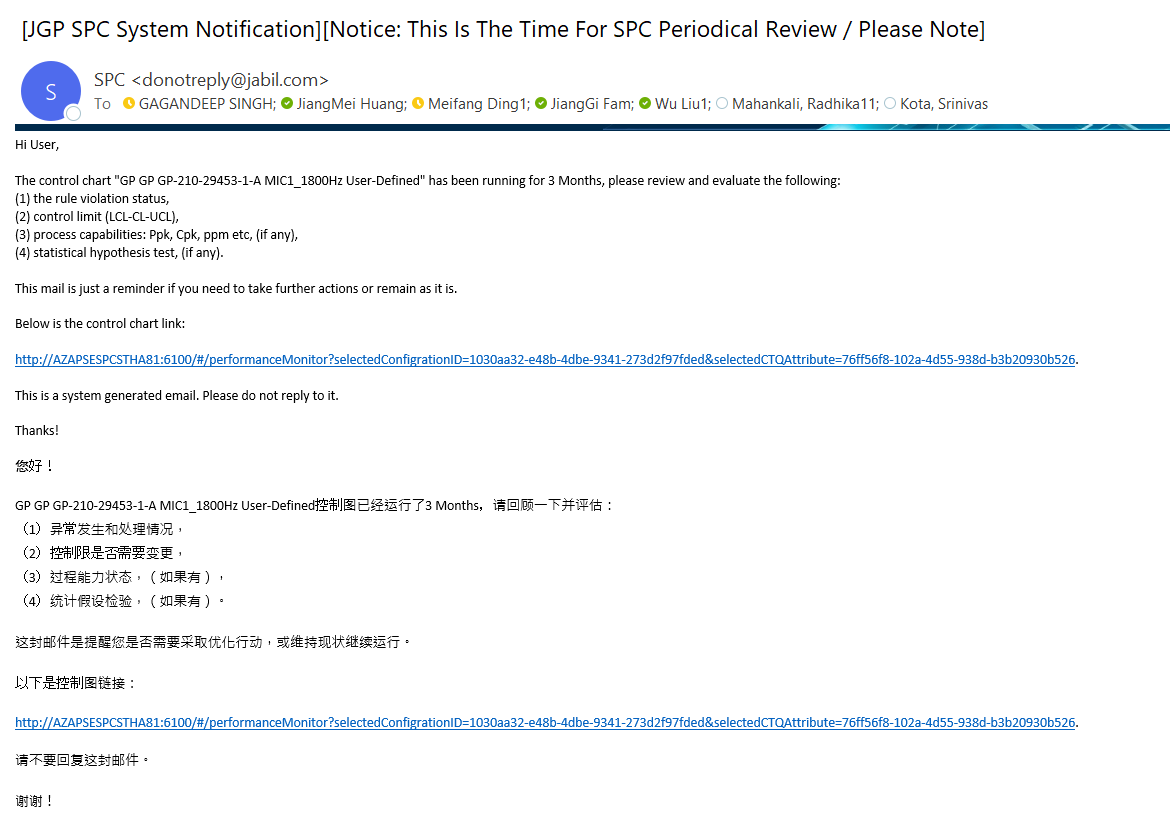 [JGP SPC System Notification][Notice: This Is The Time For SPC Periodical Review / Please Note]
S
SPC <donotreply@jabil.com>
To GAGANDEEP SINGH; JiangMei Huang; Meifang Ding1; JiangGi Fam; Wu Liu1; Mahankali, Radhika11; Kota, Srinivas
Hi User,
The control chart "GP GP GP-210-29453-1-A MIC1_1800Hz User-Defined" has been running for 3 Months, please review and evaluate the following:
(1) the rule violation status,
(2) control limit (LCL-CL-UCL),
(3) process capabilities: Ppk, Cpk, ppm etc, (if any),
(4) statistical hypothesis test, (if any).
This mail is just a reminder if you need to take further actions or remain as it is.
Below is the control chart link:
http://AZAPSESPCSTHA81:6100/#/performanceMonitor?selectedConfigrationID=1030aa32-e48b-4dbe-9341-273d2f97fded&selectedCTQAttribute=76ff56f8-102a-4d55-938d-b3b20930b526.
This is a system generated email. Please do not reply to it.
Thanks!
您好！
GP GP GP-210-29453-1-A MIC1_1800Hz User-Defined控制图已经运行了3 Months，请回顾一下并评估：
（1）异常发生和处理情况，
（2）控制限是否需要变更，
（3）过程能力状态，（如果有），
（4）统计假设检验，（如果有）。
这封邮件是提醒您是否需要采取优化行动，或维持现状继续运行。
以下是控制图链接：
http://AZAPSESPCSTHA81:6100/#/performanceMonitor?selectedConfigrationID=1030aa32-e48b-4dbe-9341-273d2f97fded&selectedCTQAttribute=76ff56f8-102a-4d55-938d-b3b20930b526.
请不要回复这封邮件。
谢谢！